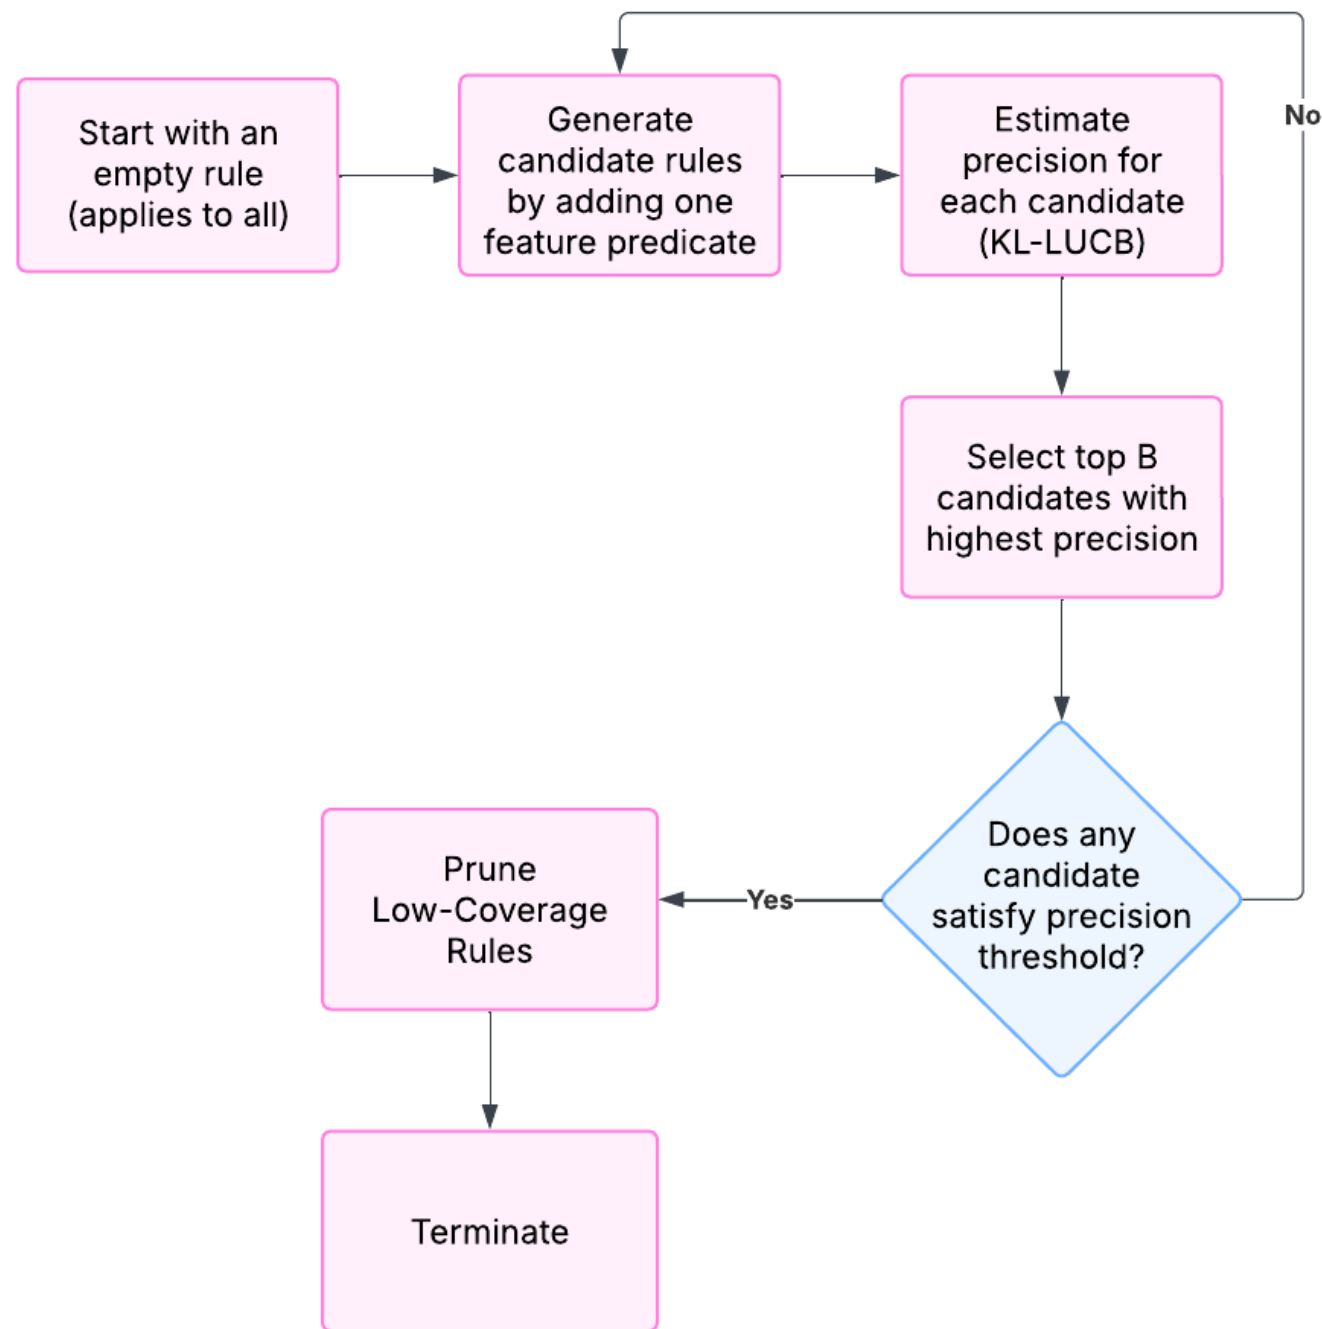 Start with an
empty rule
(applies to all)
Generate
candidate rules
by adding one
feature predicate
Estimate
precision for
each candidate
(KL-LUCB)
No
Select top B
candidates with
highest precision
Does any
candidate
satisfy precision
threshold?
Yes
Prune
Low-Coverage
Rules
Terminate